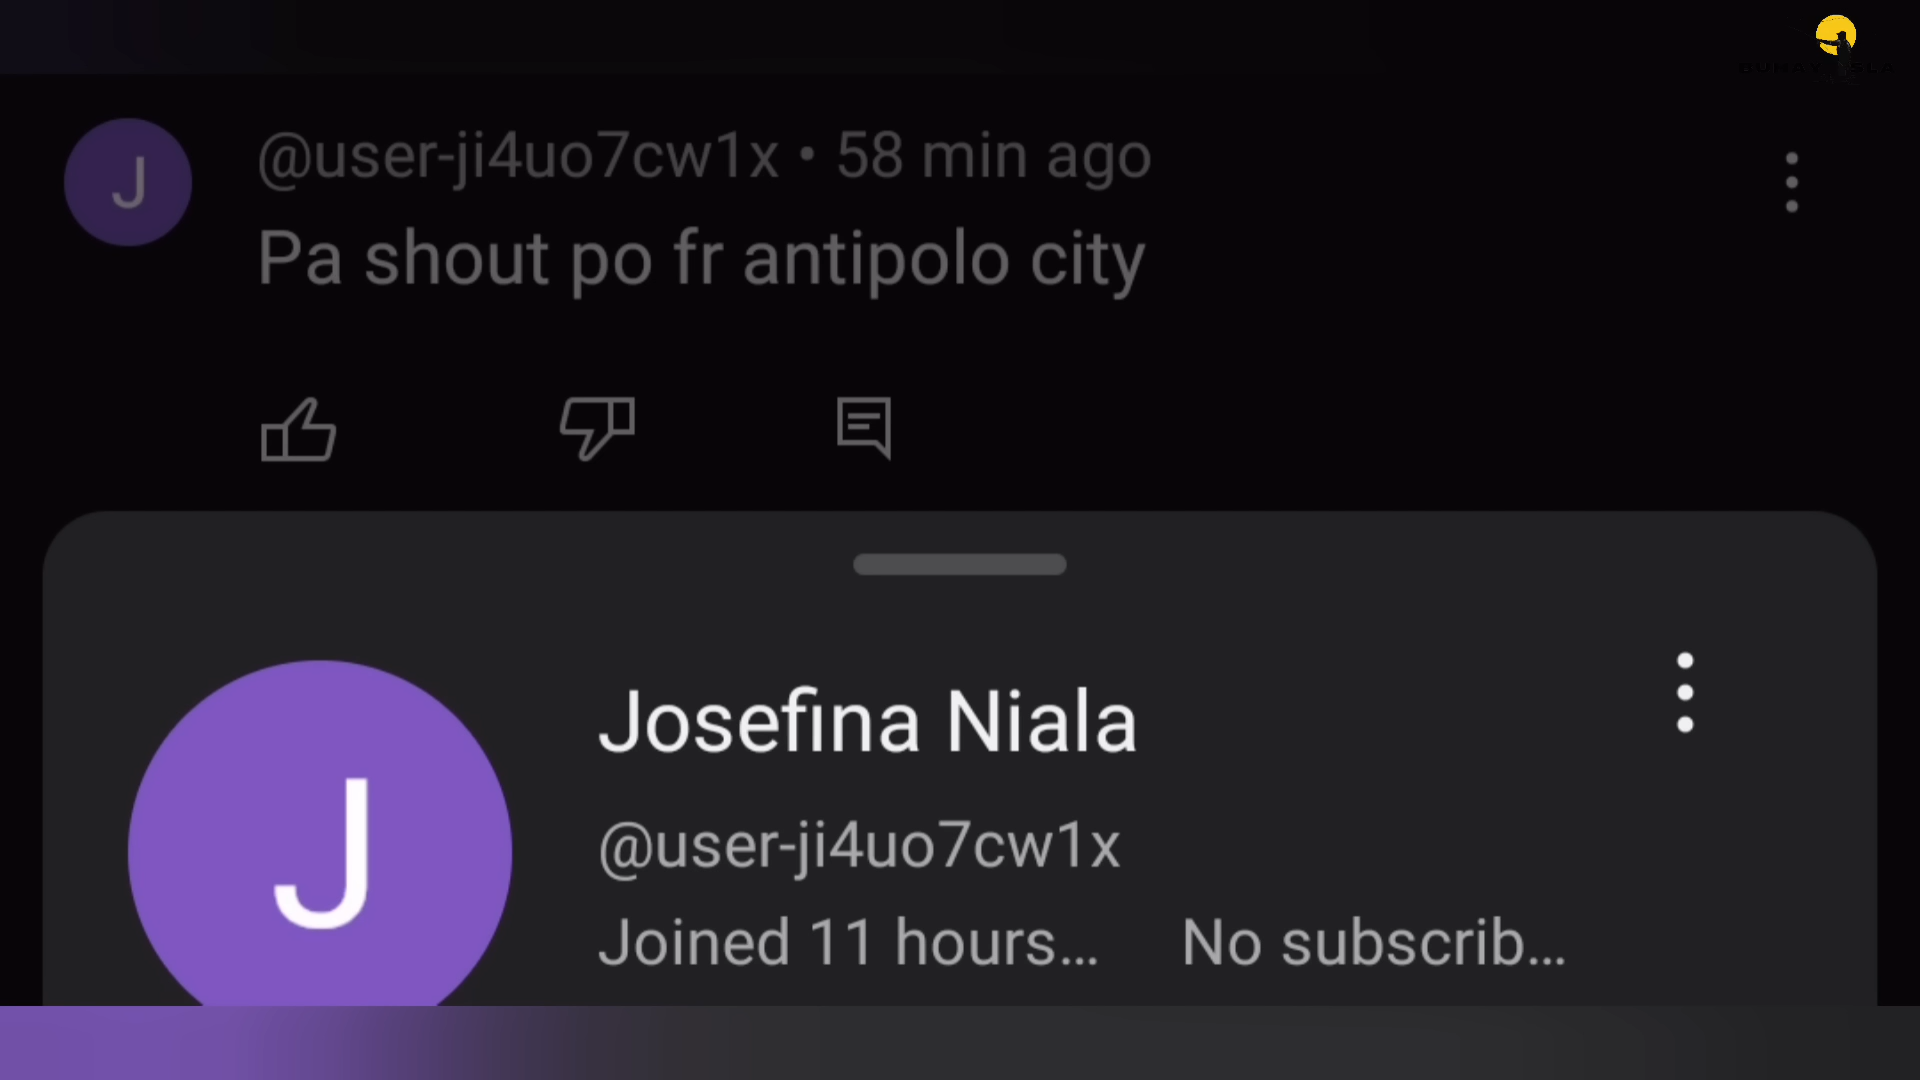 J
@user-ji4uo7cw1x • 58 min ago
Pa shout po fr antipolo city
J
Josefina Niala
@user-ji4uo7cw1x
Joined 11 hours... No subscrib...